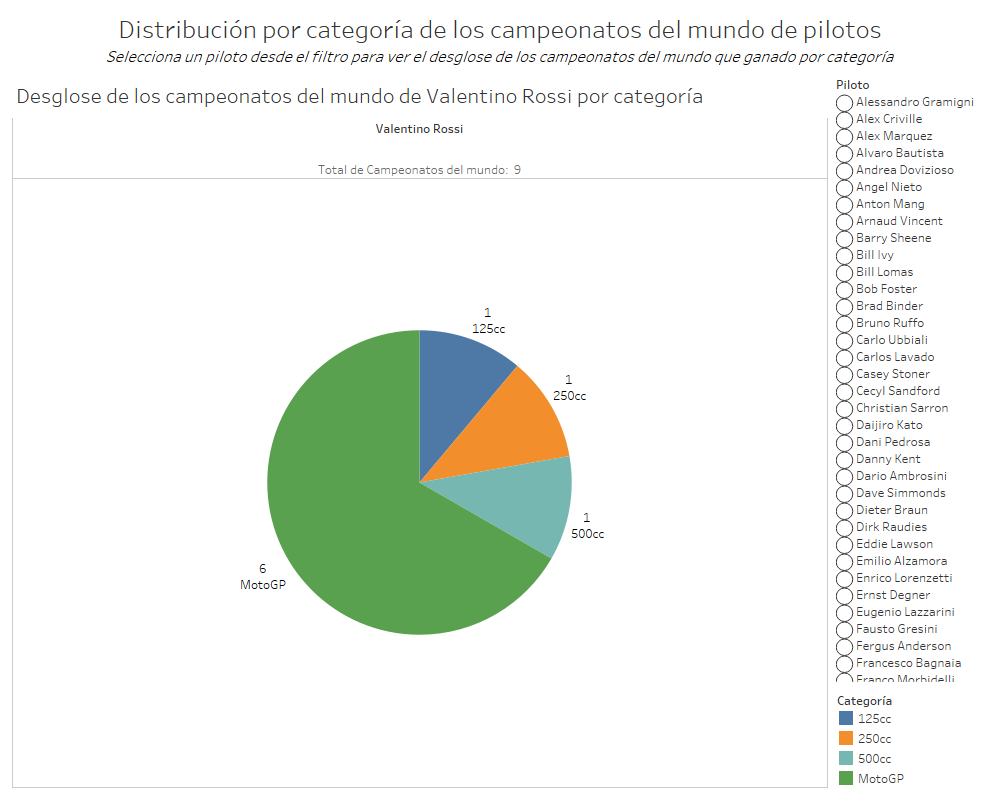 Distribución por categoría de los campeonatos del mundo de pilotos
Selecciona un piloto desde el filtro para ver el desglose de los campeonatos del mundo que ganado por categoría
Desglose de los campeonatos del mundo de Valentino Rossi por categoría
Valentino Rossi
Total de Campeonatos del mundo: 9
1
125cc
1
250cc
1
500cc
6
MotoGP
Piloto
Alessandro Gramigni
Alex Criville
Alex Marquez
Alvaro Bautista
Andrea Dovizioso
Angel Nieto
Anton Mang
Arnaud Vincent
Barry Sheene
Bill Ivy
Bill Lomas
Bob Foster
Brad Binder
Bruno Ruffo
Carlo Ubbiali
Carlos Lavado
Casey Stoner
Cecyl Sandford
Christian Sarron
Daijiro Kato
Dani Pedrosa
Danny Kent
Dario Ambrosini
Dave Simmonds
Dieter Braun
Dirk Raudies
Eddie Lawson
Emilio Alzamora
Enrico Lorenzetti
Ernst Degner
Eugenio Lazzarini
Fausto Gresini
Fergus Anderson
Francesco Bagnaia
Franco Morbidelli
Categoría
125cc
250cc
500cc
MotoGP